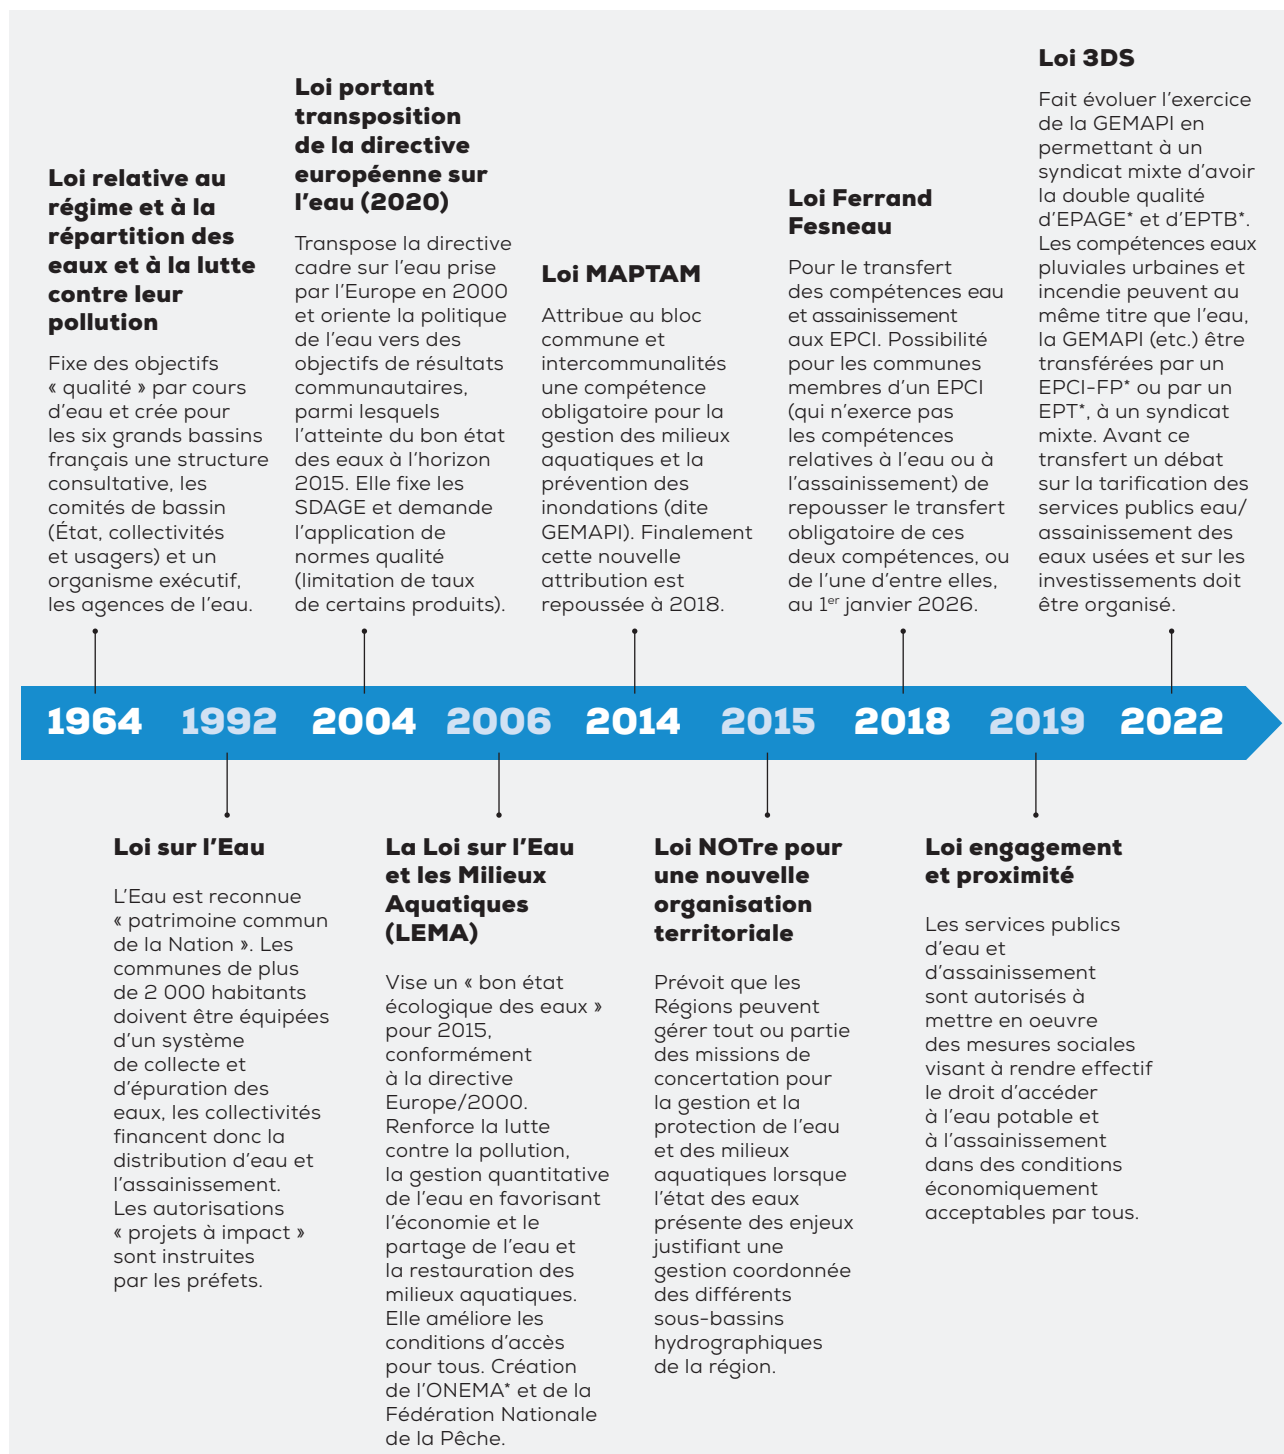 Loi relative au
régime et à la
répartition des
eaux et à la lutte
contre leur
pollution
Fixe des objectifs
« qualité » par cours
d'eau et crée pour
les six grands bassins
français une structure
consultative, les
comités de bassin
(État, collectivités
et usagers) et un
organisme exécutif,
les agences de l'eau.
Loi portant
transposition
de la directive
européenne sur
l'eau (2020)
Transpose la directive
cadre sur l'eau prise
par l'Europe en 2000
et oriente la politique
de l'eau vers des
objectifs de résultats
communautaires,
parmi lesquels
l'atteinte du bon état
des eaux à l'horizon
2015. Elle fixe les
SDAGE et demande
l'application de
normes qualité
(limitation de taux
de certains produits).
Loi MAPTAM
Attribue au bloc
commune et
intercommunalités
une compétence
obligatoire pour la
gestion des milieux
aquatiques et la
prévention des
inondations (dite
GEMAPI). Finalement
cette nouvelle
attribution est
repoussée à 2018.
Loi Ferrand
Fesneau
Pour le transfert
des compétences eau
et assainissement
aux EPCI. Possibilité
pour les communes
membres d'un EPCI
(qui n'exerce pas
les compétences
relatives à l'eau ou à
l'assainissement) de
repousser le transfert
obligatoire de ces
deux compétences, ou
de l'une d'entre elles,
au 1er janvier 2026.
Loi 3DS
Fait évoluer l'exercice
de la GEMAPI en
permettant à un
syndicat mixte d'avoir
la double qualité
d'EPAGE* et d'EPTB*.
Les compétences eaux
pluviales urbaines et
incendie peuvent au
même titre que l'eau,
la GEMAPI (etc.) être
transférées par un
EPCI-FP* ou par un
EPT*, à un syndicat
mixte. Avant ce
transfert un débat
sur la tarification des
services publics eau/
assainissement des
eaux usées et sur les
investissements doit
être organisé.
1964 1992 2004 2006 2014 2015 2018 2019 2022
Loi sur l'Eau
L'Eau est reconnue
« patrimoine commun
de la Nation ». Les
communes de plus
de 2 000 habitants
doivent être équipées
d'un système
de collecte et
d'épuration des
eaux, les collectivités
financent donc la
distribution d'eau et
l'assainissement.
Les autorisations
« projets à impact »
sont instruites
par les préfets.
La Loi sur l'Eau
et les Milieux
Aquatiques
(LEMA)
Vise un « bon état
écologique des eaux »
pour 2015,
conformément
à la directive
Europe/2000.
Renforce la lutte
contre la pollution,
la gestion quantitative
de l'eau en favorisant
l'économie et le
partage de l'eau et
la restauration des
milieux aquatiques.
Elle améliore les
conditions d'accès
pour tous. Création
de l'ONEMA* et de la
Fédération Nationale
de la Pêche.
Loi NOTre pour
une nouvelle
organisation
territoriale
Prévoit que les
Régions peuvent
gérer tout ou partie
des missions de
concertation pour
la gestion et la
protection de l'eau
et des milieux
aquatiques lorsque
l'état des eaux
présente des enjeux
justifiant une
gestion coordonnée
des différents
sous-bassins
hydrographiques
de la région.
Loi engagement
et proximité
Les services publics
d'eau et
d'assainissement
sont autorisés à
mettre en oeuvre
des mesures sociales
visant à rendre effectif
le droit d'accéder
à l'eau potable et
à l'assainissement
dans des conditions
économiquement
acceptables par tous.